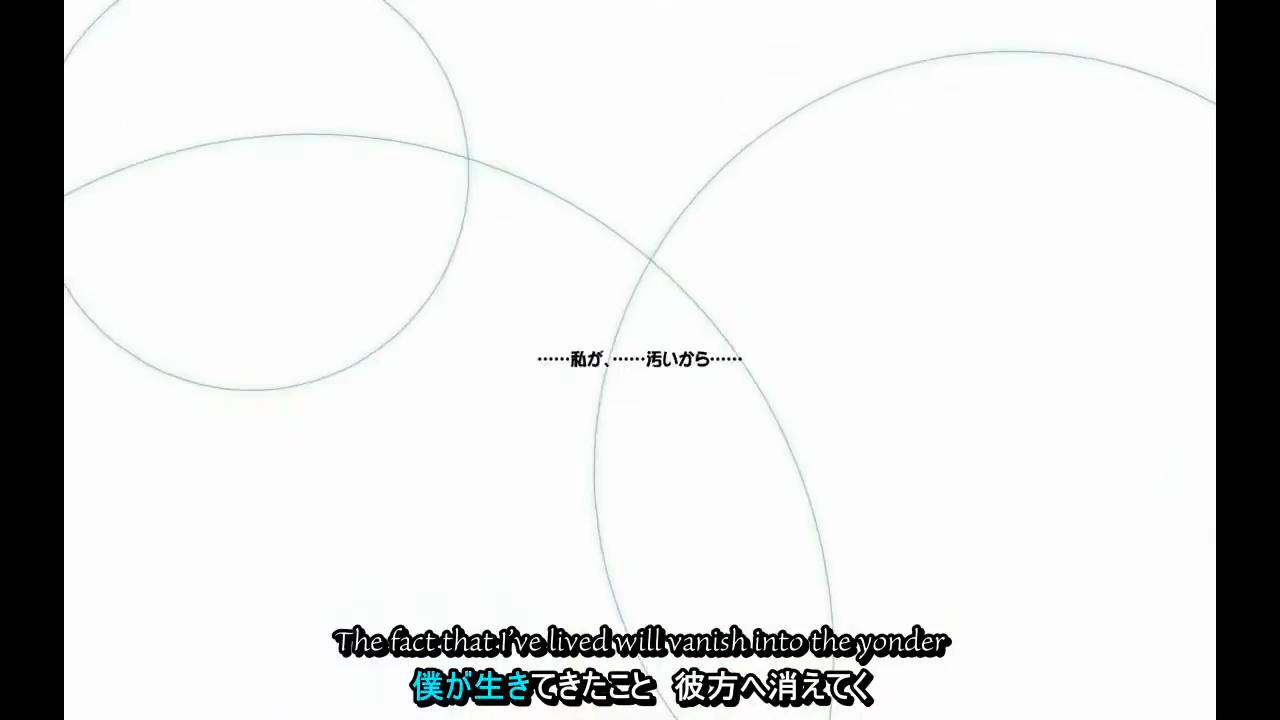 ……私が、……汚いから……
The fact that I've lived will vanish into the yonder
僕が生きてきたこと　彼方へ消えてく